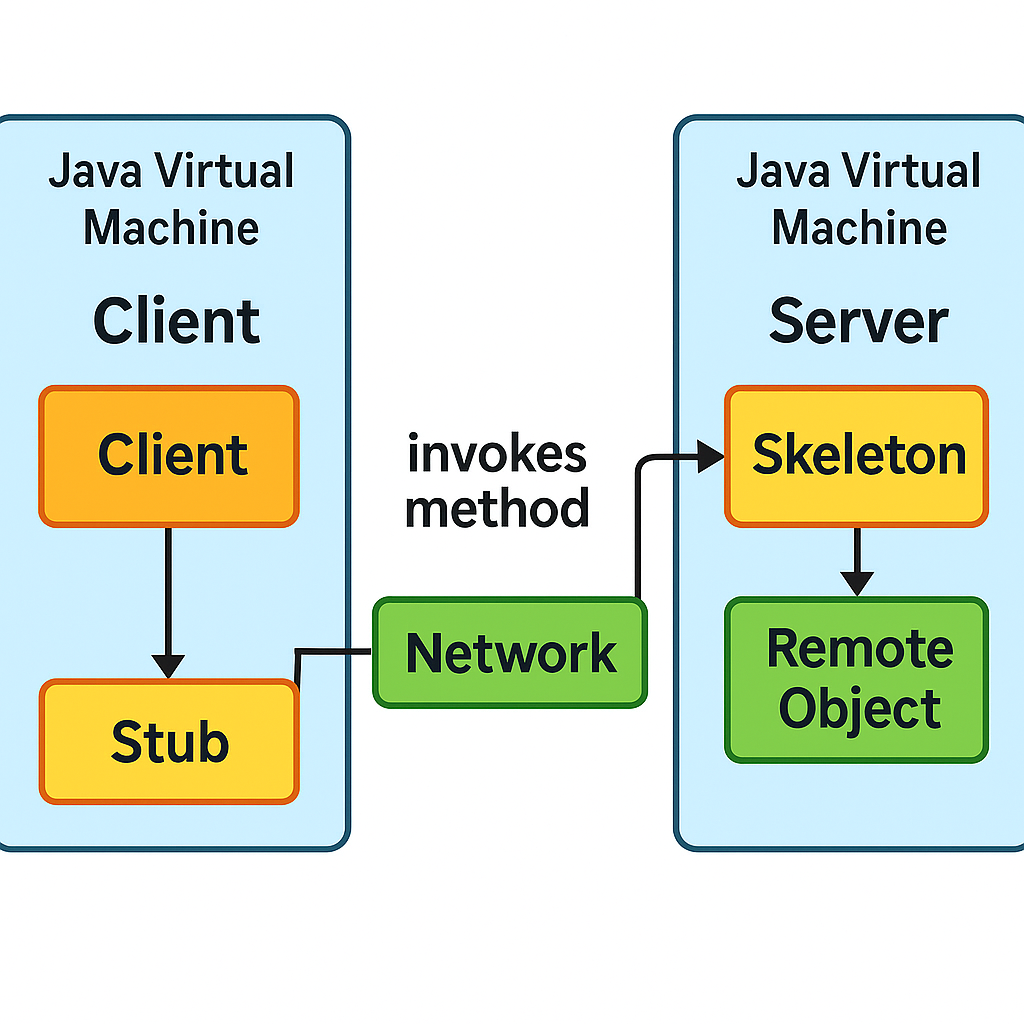 Java Virtual
Machine
Client
Client
Stub
invokes
method
Network
Java Virtual
Machine
Server
Skeleton
Remote
Object